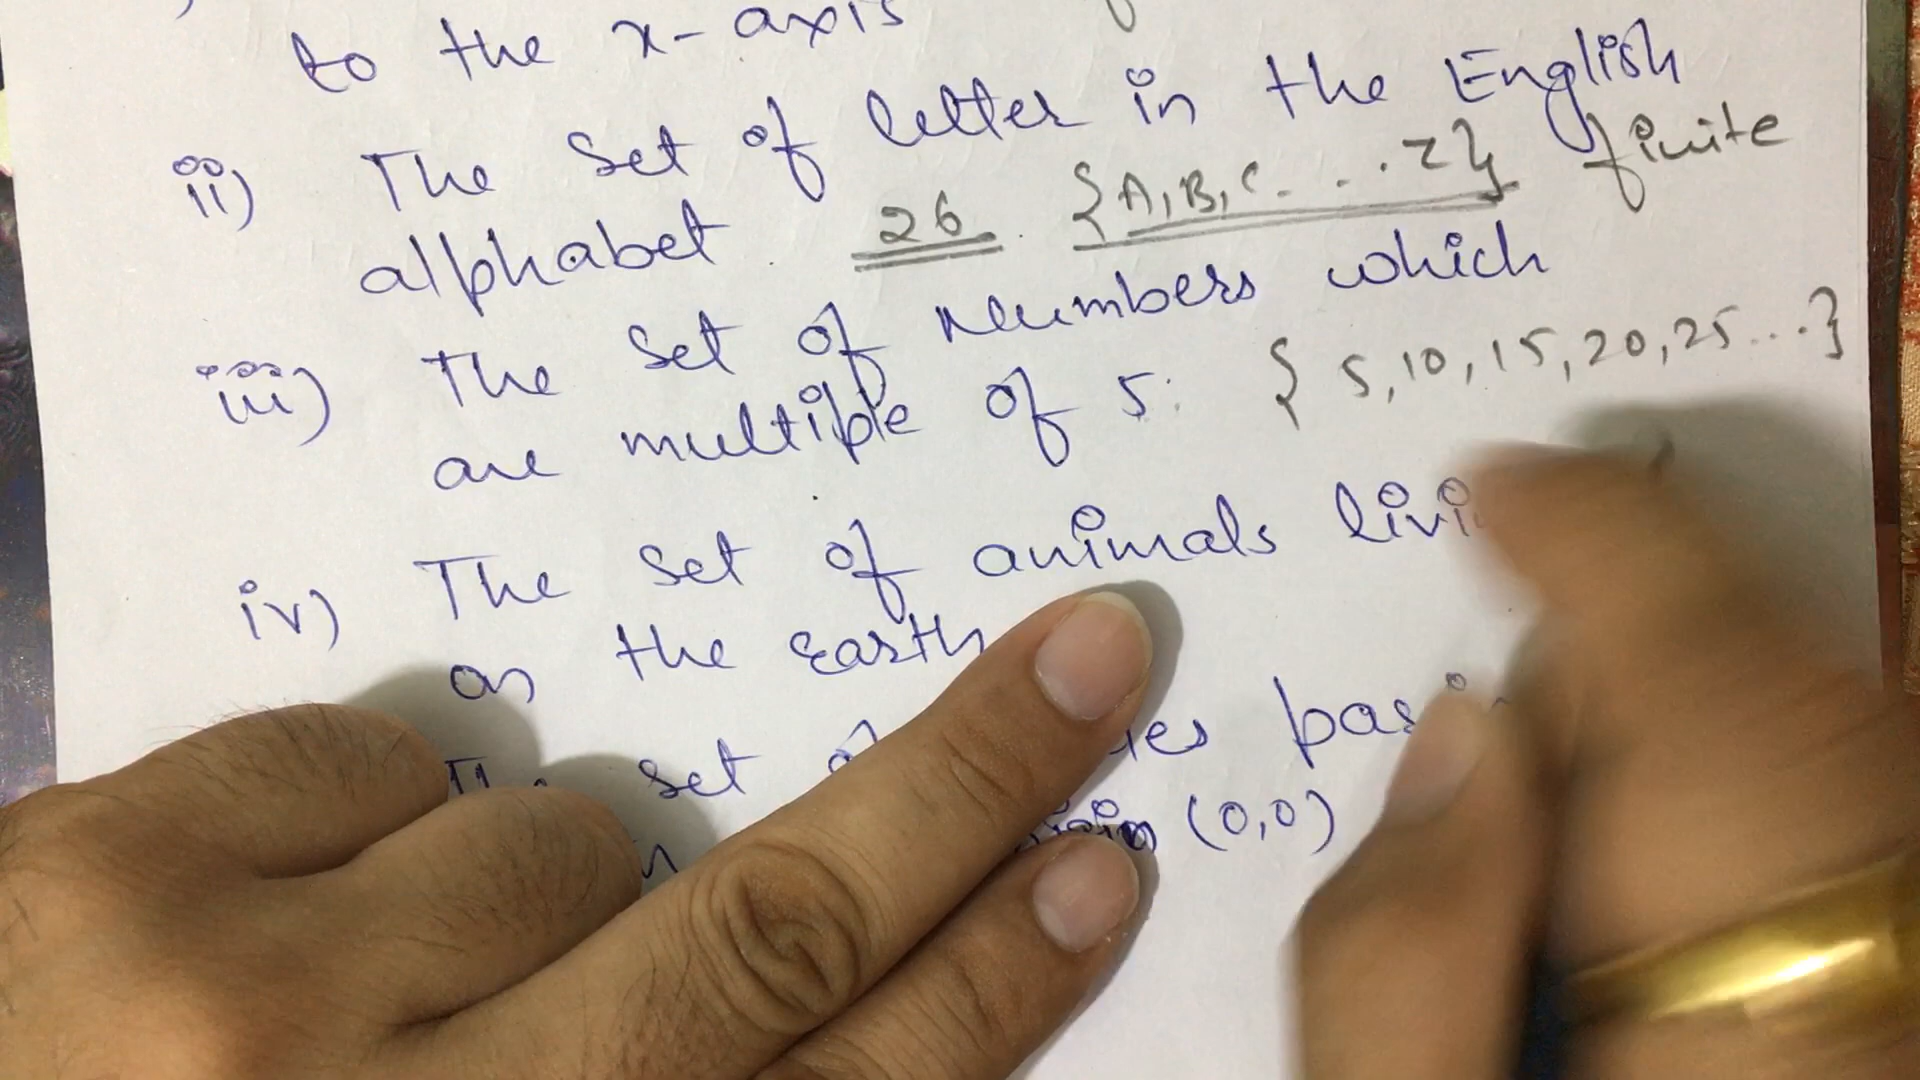 to the x-axis
ii) The set of letter in the English
alphabet 26 {A, B, C. . . . Z} finite
iii) The set of numbers which
are multiple of 5. { 5, 10, 15, 20, 25 ...}
iv) The set of animals
on the earth
set pas
(0,0)